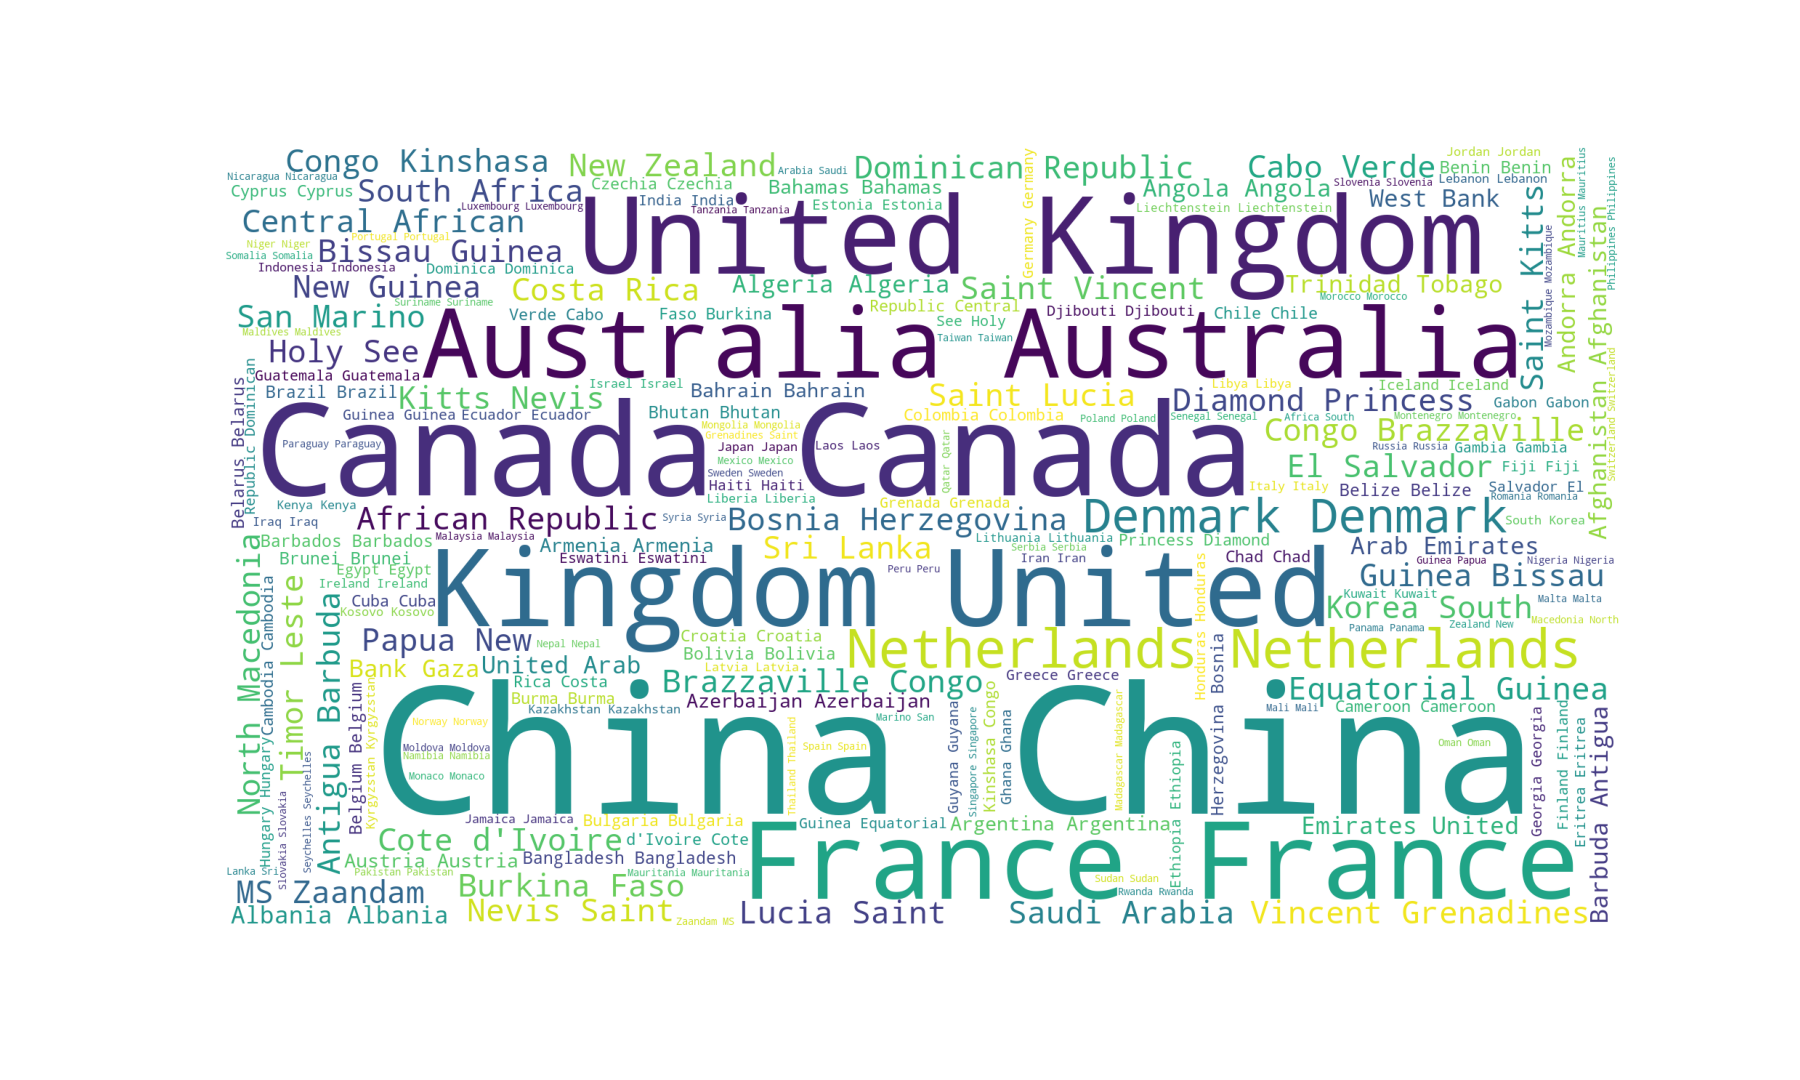 Congo Kinshasa
New Zealand
Arabia Saudi
Dominican Republic
Cabo Verde
Jordan Jordan
Benin Benin
Nicaragua Nicaragua
Cyprus Cyprus
South Africa
Czechia Czechia
Bahamas Bahamas
Angola Angola
Slovenia Slovenia
Lebanon Lebanon
Luxembourg Luxembourg
India India
Tanzania Tanzania
Estonia Estonia
Germany Germany
Liechtenstein Liechtenstein
West Bank
Saint Kitts
Andorra Andorra
Mauritius Mauritius
Afghanistan Afghanistan
Philippines Philippines
Central African
United Kingdom
Portugal Portugal
Niger Niger
Somalia Somalia
Bissau Guinea
Indonesia Indonesia
Dominica Dominica
Mozambique Mozambique
New Guinea
Costa Rica
Algeria Algeria
Saint Vincent
Trinidad Tobago
Morocco Morocco
Suriname Suriname
San Marino
Verde Cabo
Faso Burkina
Republic Central
Djibouti Djibouti
Chile Chile
See Holy
Taiwan Taiwan
Maldives Maldives
Australia Australia
Holy See
Guatemala Guatemala
Switzerland Switzerland
Belarus Belarus
Republic Dominican
Brazil Brazil
Kitts Nevis
Israel Israel
Bahrain Bahrain
Saint Lucia
Libya Libya
Iceland Iceland
Diamond Princess
Gabon Gabon
Guinea Guinea
Ecuador Ecuador
Bhutan Bhutan
Colombia Colombia
Poland Poland
Senegal Senegal
Africa South
Montenegro Montenegro
Canada Canada
Mongolia Mongolia
Grenadines Saint
Congo Brazzaville
Paraguay Paraguay
Japan Japan
Laos Laos
Russia Russia
Gambia Gambia
Mexico Mexico
Qatar Qatar
Sweden Sweden
El Salvador
Fiji Fiji
Haiti Haiti
Italy Italy
Belize Belize
Salvador El
Romania Romania
Liberia Liberia
Grenada Grenada
Kenya Kenya
Iraq Iraq
African Republic
Syria Syria
Bosnia Herzegovina
Denmark Denmark
South Korea
Malaysia Malaysia
Barbados Barbados
Armenia Armenia
Sri Lanka
Lithuania Lithuania
Serbia Serbia
Princess Diamond
Arab Emirates
Brunei Brunei
Eswatini Eswatini
Iran Iran
Chad Chad
Guinea Papua
Nigeria Nigeria
Egypt Egypt
Peru Peru
Guinea Bissau
Ireland Ireland
Kingdom United
Kuwait Kuwait
Malta Malta
Cuba Cuba
Kosovo Kosovo
Korea South
Honduras Honduras
Panama Panama
Zealand New
Macedonia North
North Macedonia
Cambodia Cambodia
Timor Leste
Antigua Barbuda
Papua New
Nepal Nepal
Croatia Croatia
Bolivia Bolivia
Netherlands Netherlands
Bank Gaza
United Arab
Latvia Latvia
Herzegovina Bosnia
Rica Costa
Brazzaville Congo
Greece Greece
Equatorial Guinea
Burma Burma
Azerbaijan Azerbaijan
Kazakhstan Kazakhstan
Marino San
Mali Mali
Cameroon Cameroon
Belgium Belgium
Kyrgyzstan Kyrgyzstan
China China
Norway Norway
Moldova Moldova
Namibia Namibia
Monaco Monaco
Thailand Thailand
Spain Spain
Guyana Guyana
Singapore Singapore
Kinshasa Congo
Ghana Ghana
Madagascar Madagascar
Ethiopia Ethiopia
Oman Oman
Georgia Georgia
Finland Finland
Eritrea Eritrea
Barbuda Antigua
Hungary Hungary
Slovakia Slovakia
Seychelles Seychelles
Jamaica Jamaica
Bulgaria Bulgaria
Guinea Equatorial
Argentina Argentina
Emirates United
Cote d'Ivoire
d'Ivoire Cote
France France
Austria Austria
Bangladesh Bangladesh
Lanka Sri
Pakistan Pakistan
Mauritania Mauritania
Sudan Sudan
Rwanda Rwanda
MS Zaandam
Burkina Faso
Albania Albania
Nevis Saint
Zaandam MS
Lucia Saint
Saudi Arabia
Vincent Grenadines